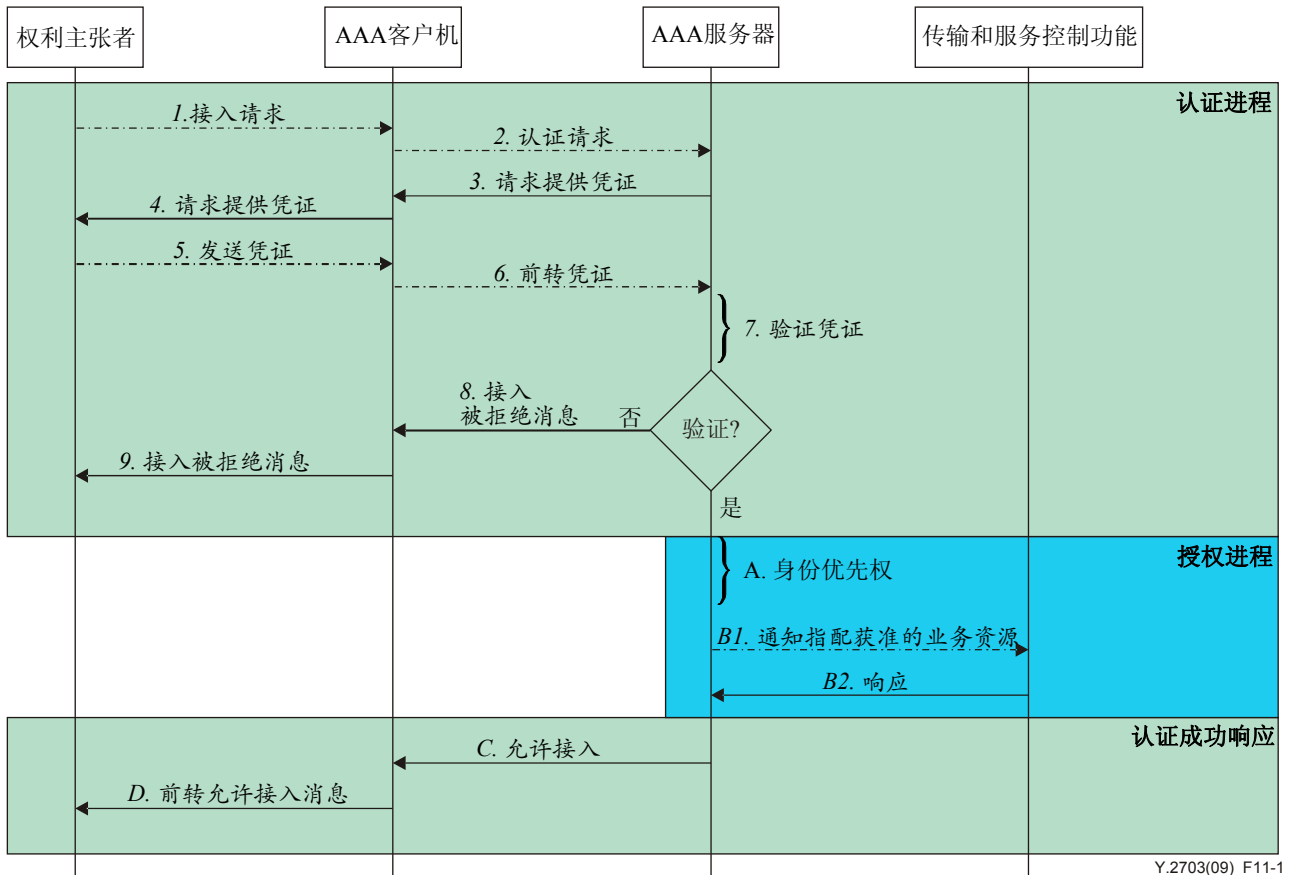 权利主张者
AAA客户机
AAA服务器
传输和服务控制功能
认证进程
1.接入请求
2. 认证请求
3. 请求提供凭证
4. 请求提供凭证
5. 发送凭证
6. 前转凭证
7. 验证凭证
8. 接入
被拒绝消息
否
验证?
9. 接入被拒绝消息
是
授权进程
A. 身份优先权
B1. 通知指配获准的业务资源
B2. 响应
认证成功响应
C. 允许接入
D. 前转允许接入消息
Y.2703(09)_F11-1